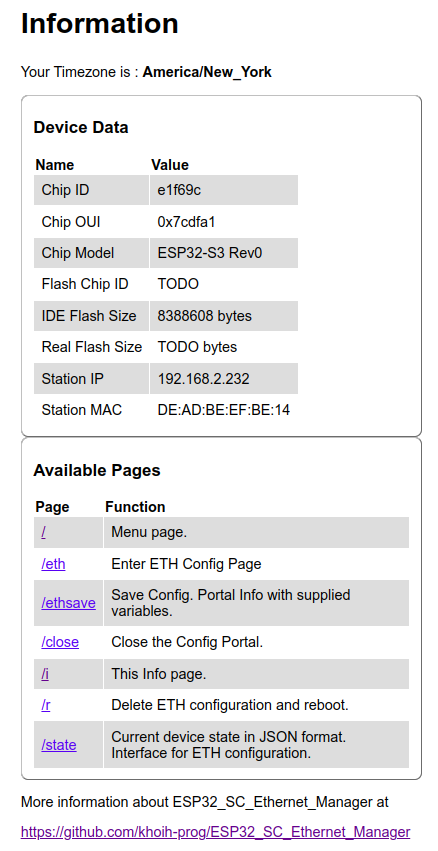 Information
Your Timezone is : America/New_York
Device Data
Name Value
Chip ID e1f69c
Chip OUI 0x7cdfa1
Chip Model ESP32-S3 Rev0
Flash Chip ID TODO
IDE Flash Size 8388608 bytes
Real Flash Size TODO bytes
Station IP 192.168.2.232
Station MAC DE:AD:BE:EF:BE:14
Available Pages
Page Function
/ Menu page.
/eth Enter ETH Config Page
/ethsave Save Config. Portal Info with supplied
variables.
/close Close the Config Portal.
/i This Info page.
/r Delete ETH configuration and reboot.
/state Current device state in JSON format.
Interface for ETH configuration.
More information about ESP32_SC_Ethernet_Manager at
https://github.com/khoih-prog/ESP32_SC_Ethernet_Manager